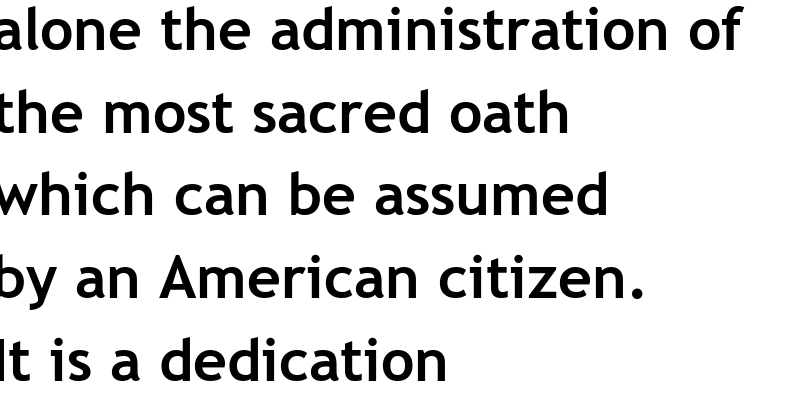 alone the administration of
the most sacred oath
which can be assumed
by an American citizen.
It is a dedication